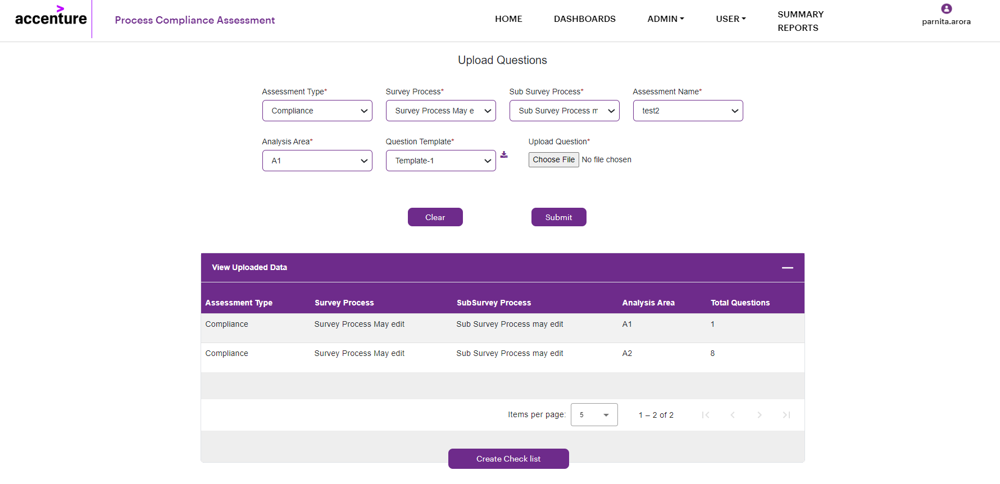 accenture
Process Compliance Assessment
HOME
DASHBOARDS
ADMIN
USER
SUMMARY
REPORTS
parnita.arora
Upload Questions
Assessment Type*
Survey Process*
Sub Survey Process*
Assessment Name*
Compliance
Survey Process May e
Sub Survey Process m
test2
Analysis Area*
Question Template*
Upload Question*
A1
Template-1
Choose File No file chosen
Clear
Submit
View Uploaded Data
Assessment Type Survey Process SubSurvey Process Analysis Area Total Questions
Compliance Survey Process May edit Sub Survey Process may edit A1 1
Compliance Survey Process May edit Sub Survey Process may edit A2 8
Items per page: 5 1 – 2 of 2
Create Check list